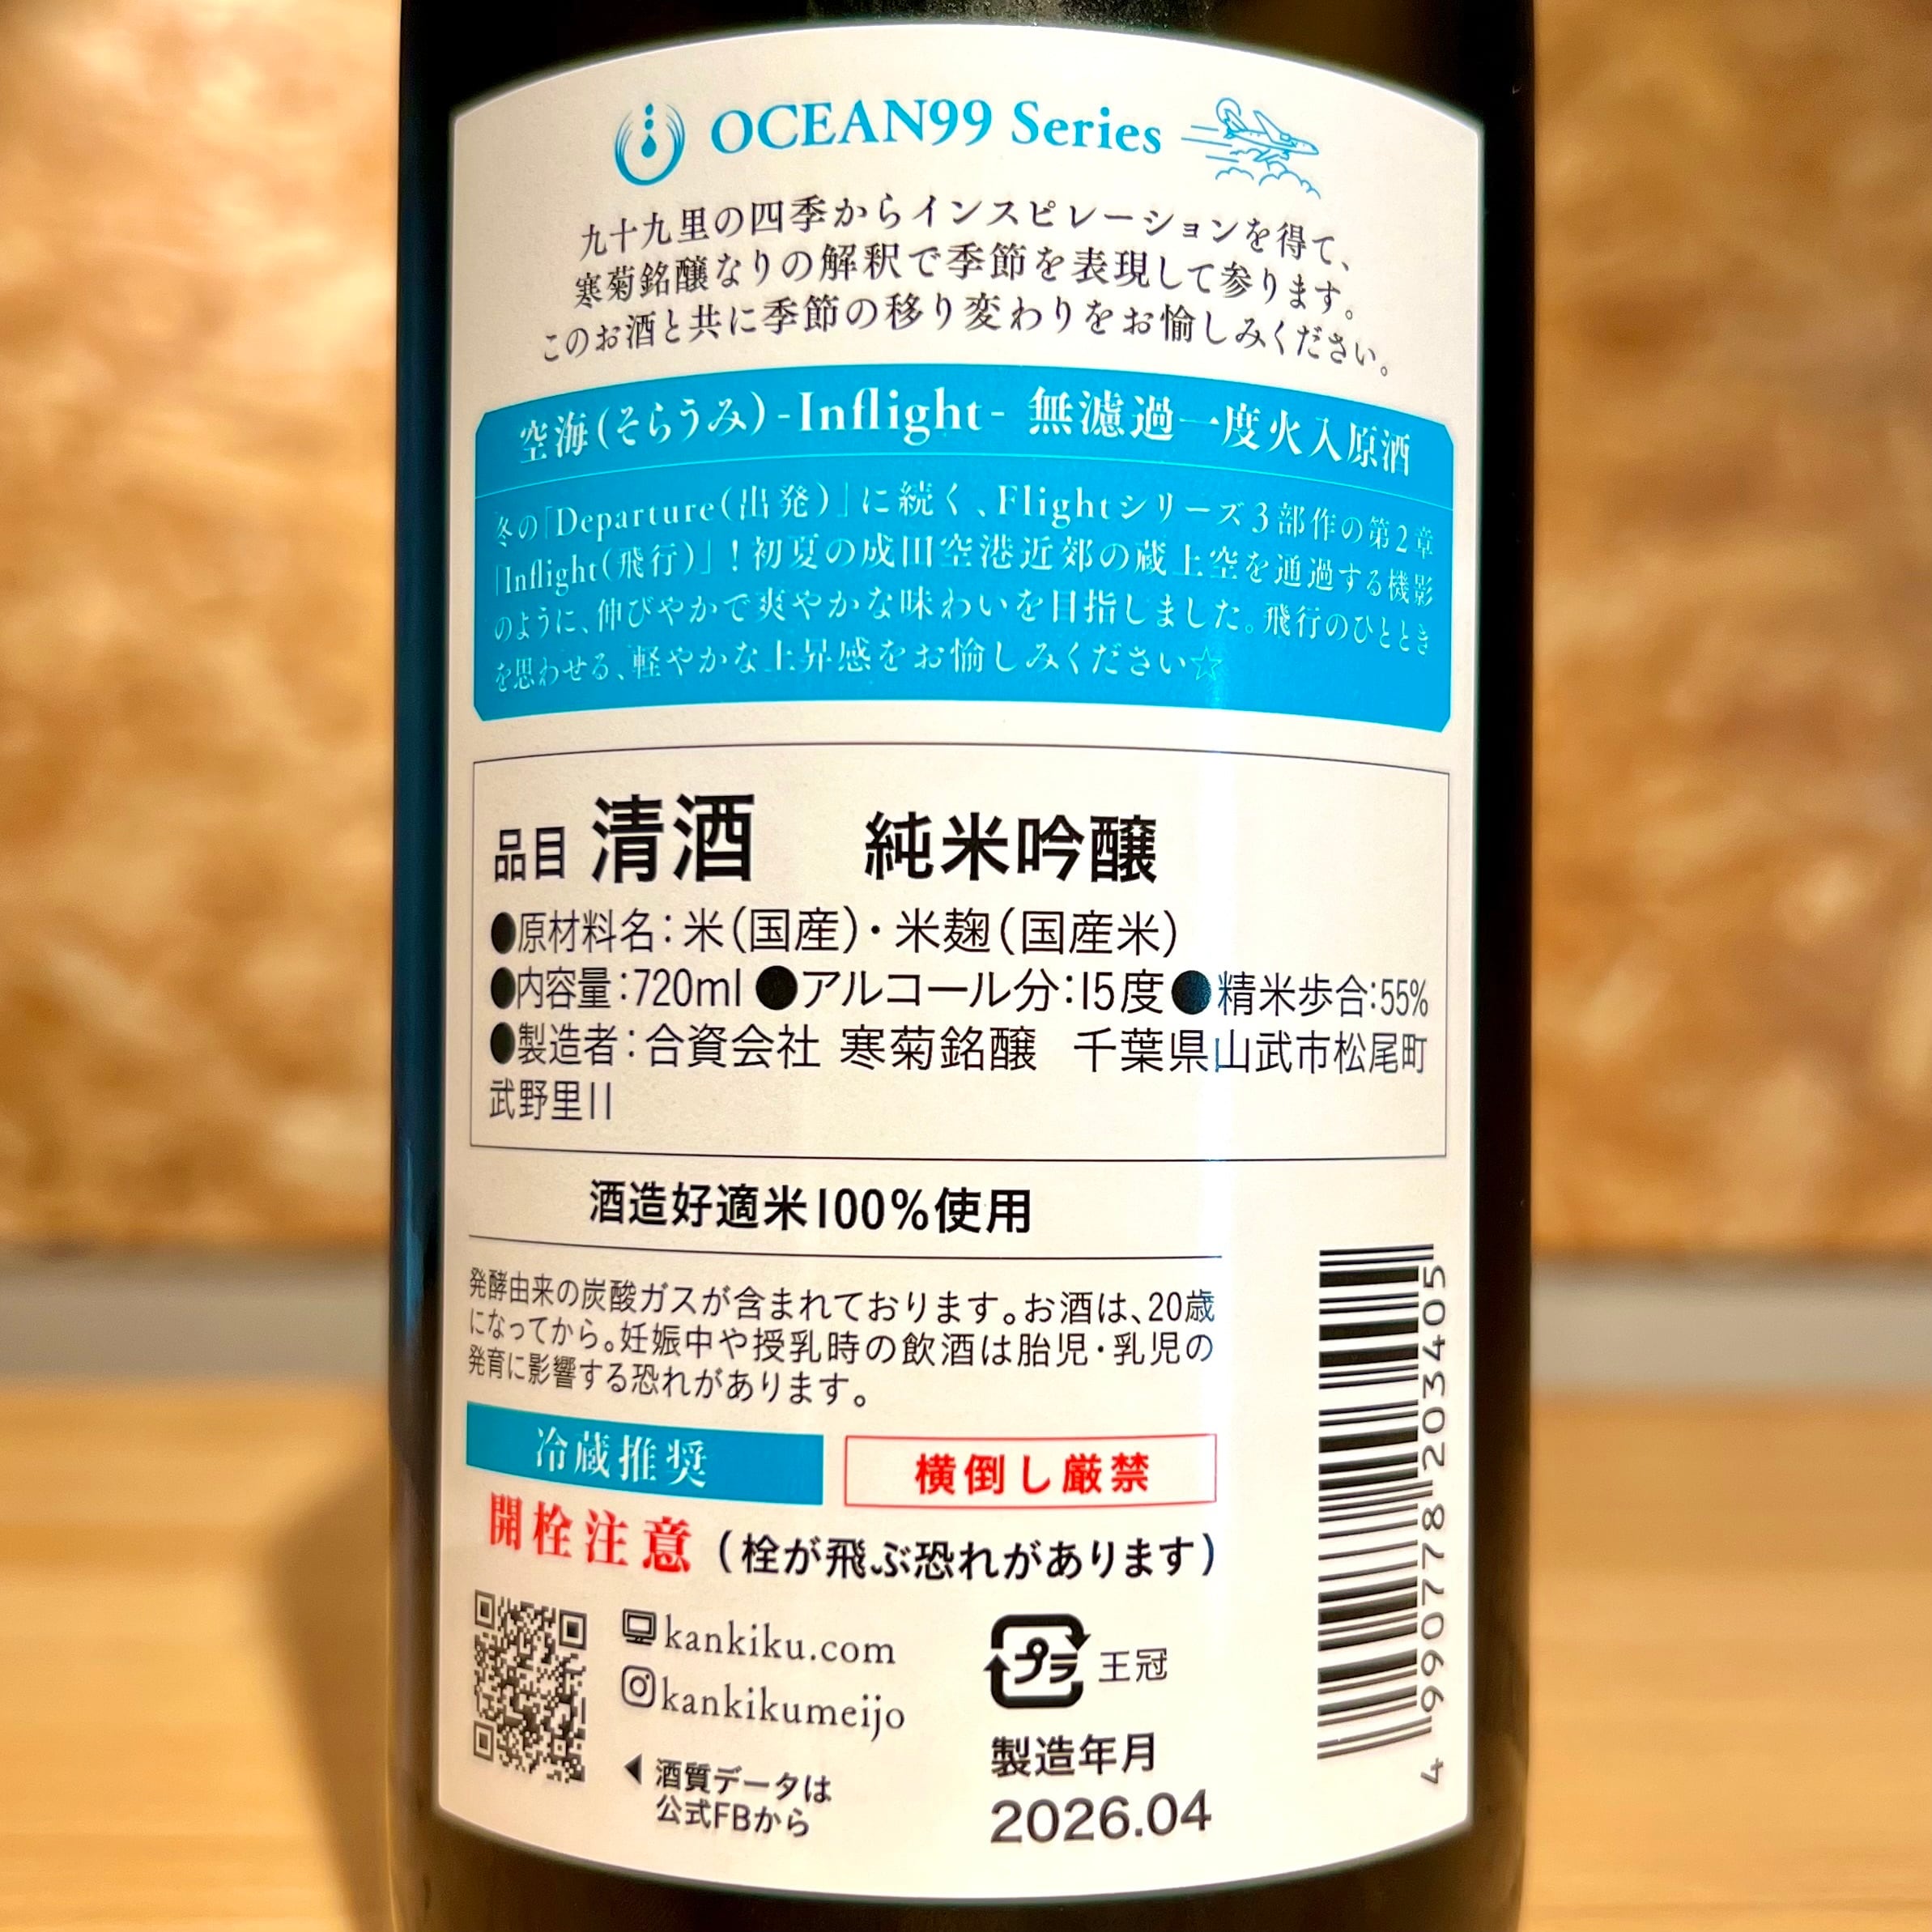 OCEAN99 Series
九十九里の四季からインスピレーションを得て、
寒菊銘醸なりの解釈で季節を表現して参ります。
このお酒と共に季節の移り変わりをお愉しみください。
空海(そらうみ)-Inflight- 無濾過一度火入原酒
冬の「Departure(出発)」に続く、Flightシリーズ3部作の第2章
「Inflight(飛行)」！初夏の成田空港近郊の蔵上空を通過する機影
のように、伸びやかで爽やかな味わいを目指しました。飛行のひととき
を思わせる、軽やかな上昇感をお愉しみください☆
品目 清酒 純米吟醸
●原材料名：米(国産)・米麹(国産米)
●内容量：720ml ●アルコール分：15度 ●精米歩合：55%
●製造者：合資会社 寒菊銘醸 千葉県山武市松尾町
武野里11
酒造好適米100%使用
発酵由来の炭酸ガスが含まれております。お酒は、20歳
になってから。妊娠中や授乳時の飲酒は胎児・乳児の
発育に影響する恐れがあります。
冷蔵推奨 横倒し厳禁
開栓注意 (栓が飛ぶ恐れがあります)
kankiku.com
kankikumeijo
◀ 酒質データは
公式FBから
プラ 王冠
製造年月
2026.04
4 990778 203405